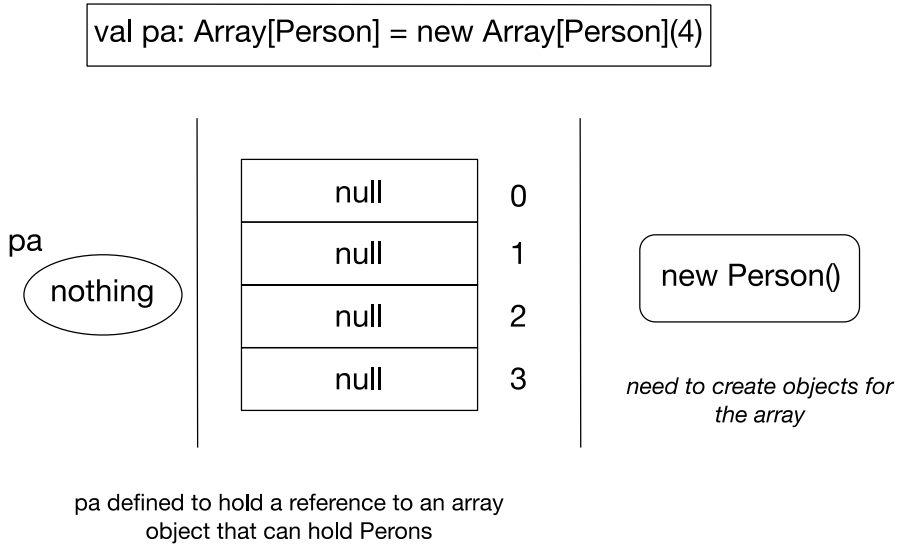 val pa: Array[Person] = new Array[Person](4)
pa
nothing
null 0
null 1
null 2
null 3
new Person()
need to create objects for
the array
pa defined to hold a reference to an array
object that can hold Perons